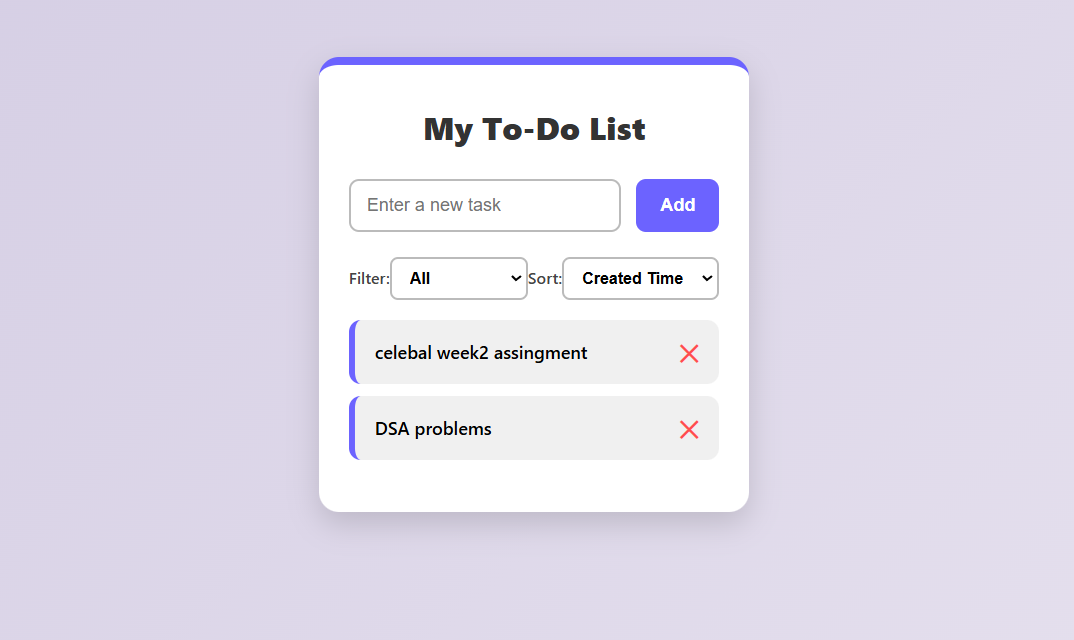 My To-Do List
Enter a new task
Add
Filter: All Sort: Created Time
celebal week2 assingment
DSA problems